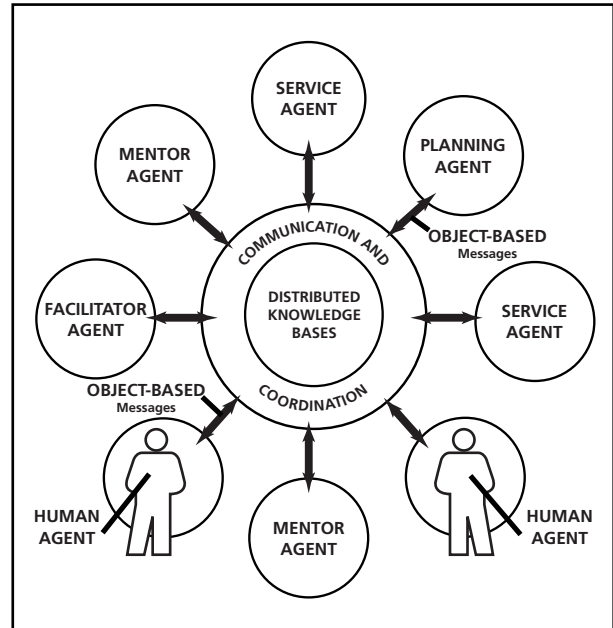 SERVICE
AGENT
MENTOR
AGENT
PLANNING
AGENT
OBJECT-BASED
Messages
COMMUNICATION AND
DISTRIBUTED
KNOWLEDGE
BASES
COORDINATION
FACILITATOR
AGENT
SERVICE
AGENT
OBJECT-BASED
Messages
HUMAN
AGENT
MENTOR
AGENT
HUMAN
AGENT